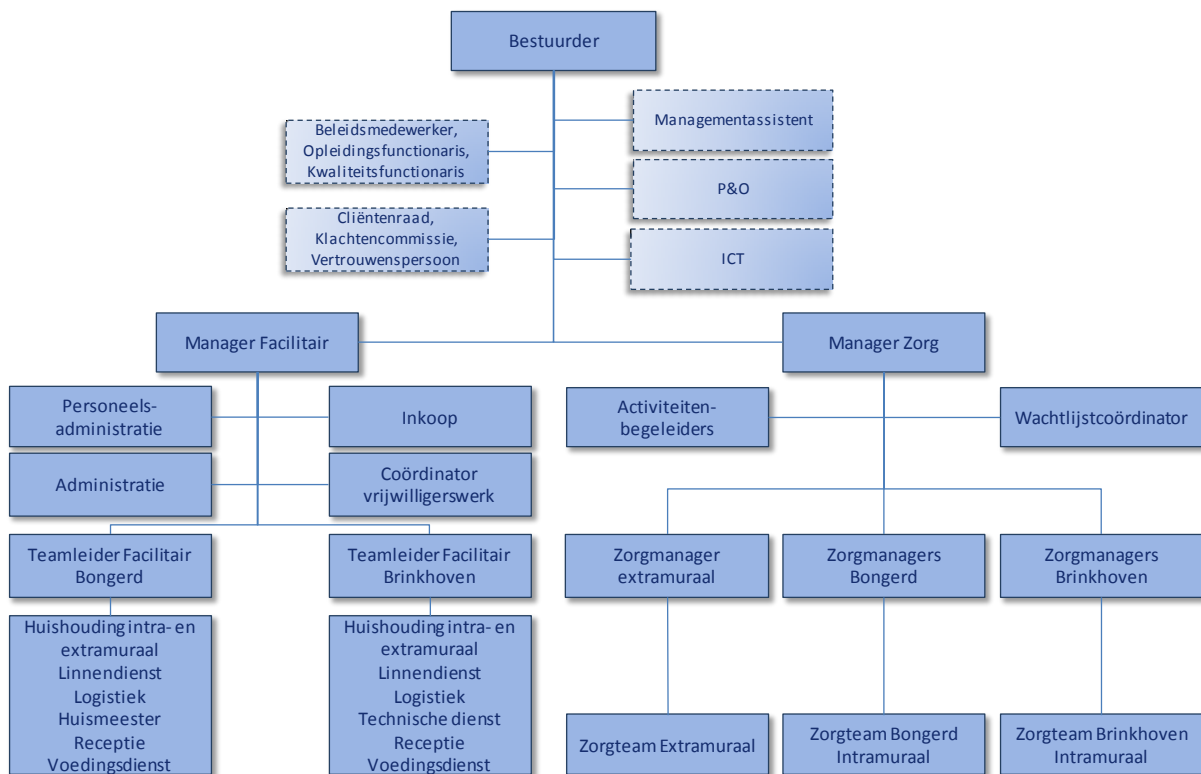 Bestuurder
Beleidsmedewerker,
Opleidingsfunctionaris,
Kwaliteitsfunctionaris
Managementassistent
P&O
Cliëntenraad,
Klachtencommissie,
Vertrouwenspersoon
ICT
Manager Facilitair
Manager Zorg
Personeels-
administratie
Inkoop
Activiteiten-
begeleiders
Wachtlijstcoördinator
Administratie
Coördinator
vrijwilligerswerk
Teamleider Facilitair
Bongerd
Teamleider Facilitair
Brinkhoven
Zorgmanager
extramuraal
Zorgmanagers
Bongerd
Zorgmanagers
Brinkhoven
Huishouding intra- en
extramuraal
Linnendienst
Logistiek
Huismeester
Receptie
Voedingsdienst
Huishouding intra- en
extramuraal
Linnendienst
Logistiek
Technische dienst
Receptie
Voedingsdienst
Zorgteam Extramuraal
Zorgteam Bongerd
Intramuraal
Zorgteam Brinkhoven
Intramuraal